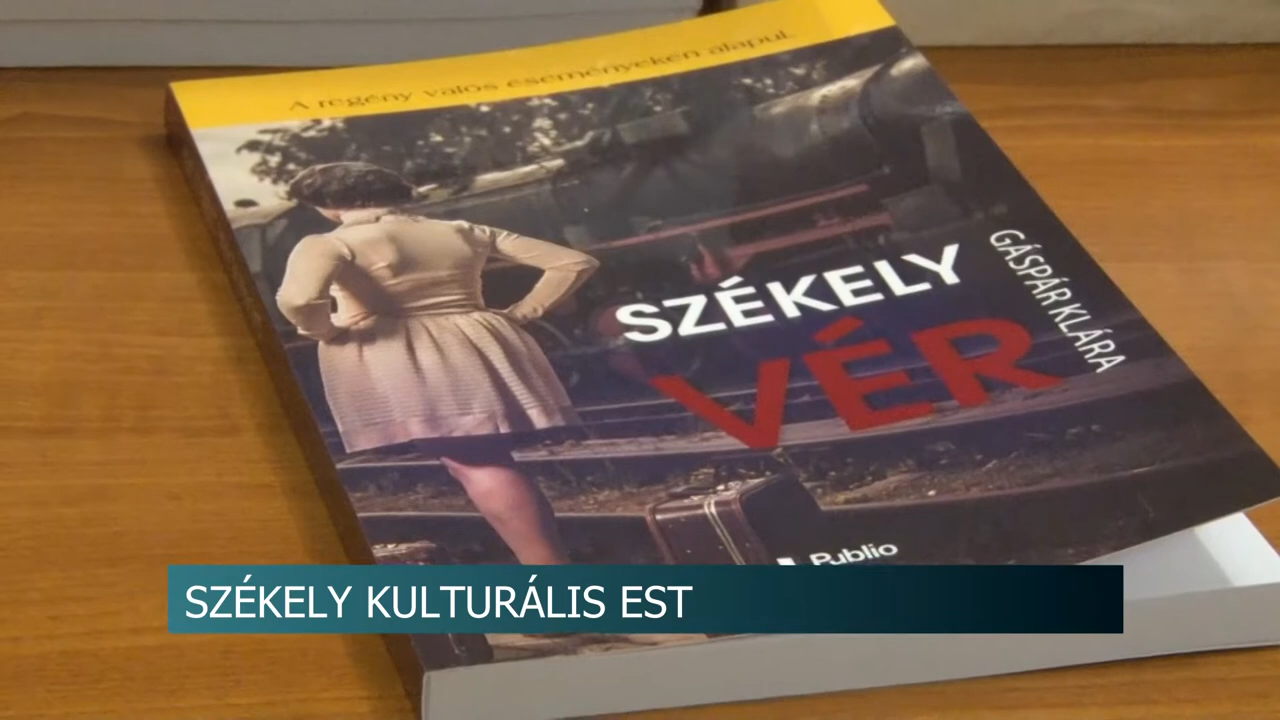 A regény valós eseményeken alapul.
SZÉKELY
VÉR
GÁSPÁR KLÁRA
Publio
SZÉKELY KULTURÁLIS EST